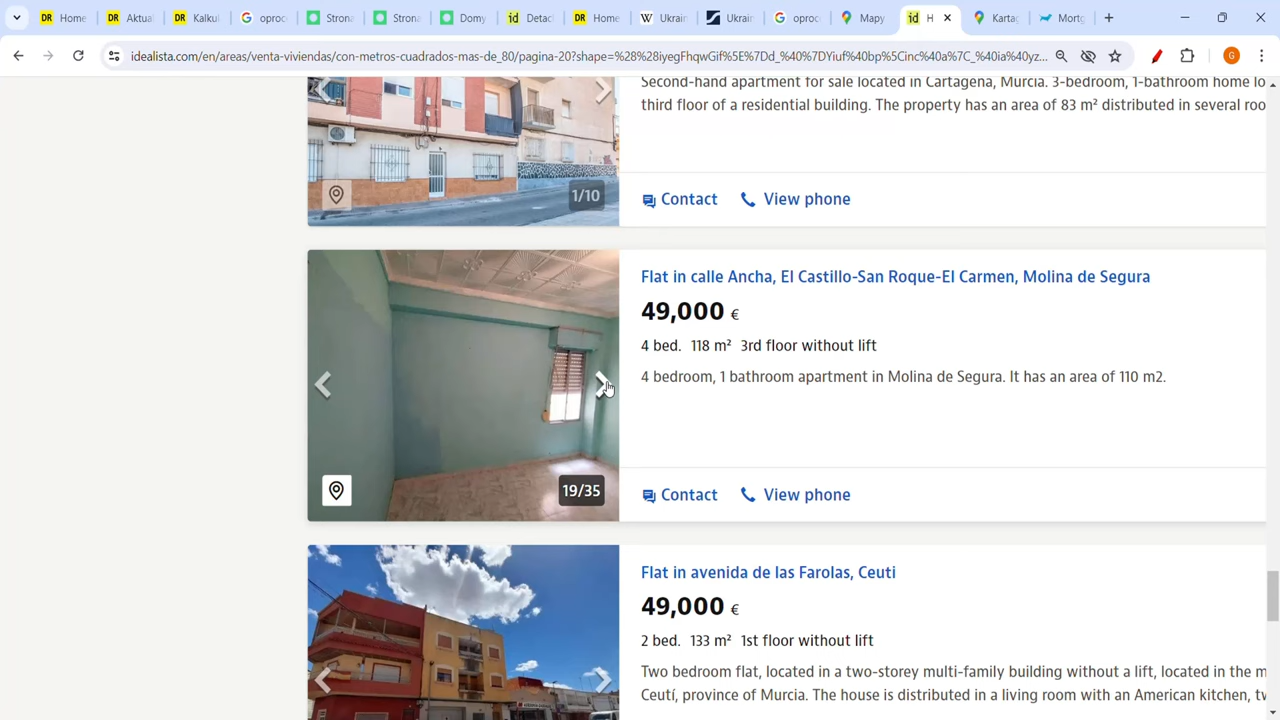 Home
Aktu
Kalku
oproc
Strona
Strona
Domy
Detac
Home
Ukrain
Ukrain
oproc
Mapy
H
Karta
Mort
idealista.com/en/areas/venta-viviendas/con-metros-cuadrados-mas-de_80/pagina-20?shape=%28%28iyegFhqwGif%5E%7Dd_%40%7DYiuf%40bp%5Cinc%40a%7C_%40ia%40yz...
G
Second-hand apartment for sale located in Cartagena, Murcia. 3-bedroom, 1-bathroom home lo
third floor of a residential building. The property has an area of 83 m² distributed in several roo
1/10
Contact View phone
Flat in calle Ancha, El Castillo-San Roque-El Carmen, Molina de Segura
49,000 €
4 bed. 118 m² 3rd floor without lift
4 bedroom, 1 bathroom apartment in Molina de Segura. It has an area of 110 m2.
19/35
Contact View phone
Flat in avenida de las Farolas, Ceuti
49,000 €
2 bed. 133 m² 1st floor without lift
Two bedroom flat, located in a two-storey multi-family building without a lift, located in the m
Ceutí, province of Murcia. The house is distributed in a living room with an American kitchen, tv